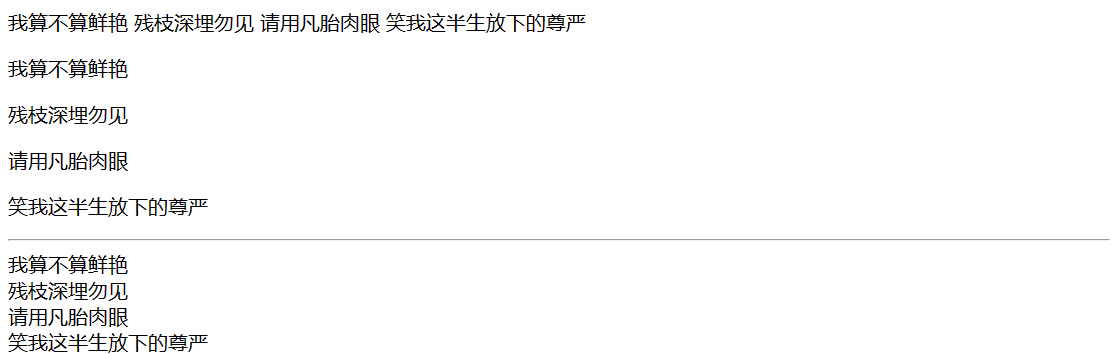 我算不算鲜艳 残枝深埋勿见 请用凡胎肉眼 笑我这半生放下的尊严
我算不算鲜艳
残枝深埋勿见
请用凡胎肉眼
笑我这半生放下的尊严
我算不算鲜艳
残枝深埋勿见
请用凡胎肉眼
笑我这半生放下的尊严